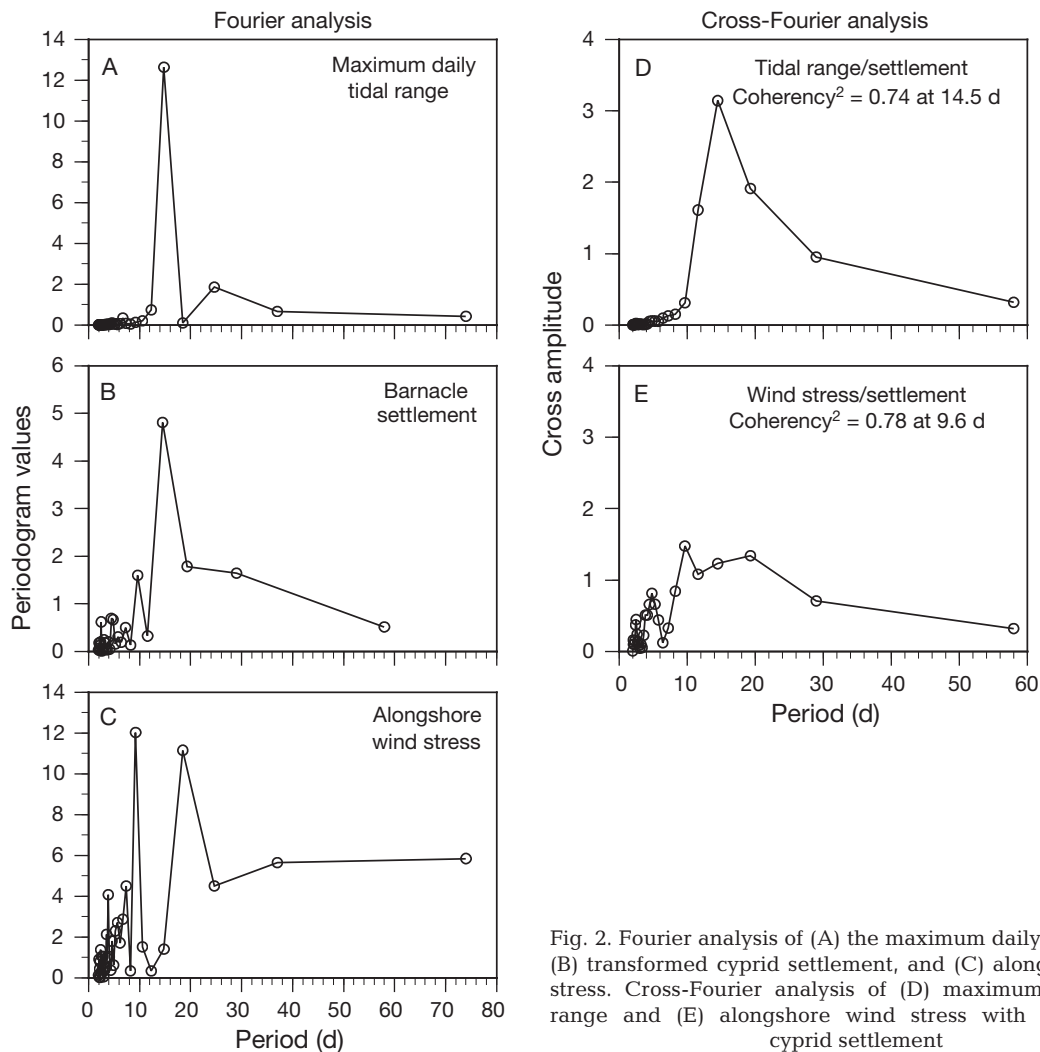 Fourier analysis
Cross-Fourier analysis
14
12
10
8
6
4
2
0
A
Maximum daily
tidal range
6
5
4
3
2
1
0
B
Barnacle
settlement
Periodogram values
14
12
10
8
6
4
2
0
C
Alongshore
wind stress
0 10 20 30 40 50 60 70 80
Period (d)
4
3
2
1
0
D
Tidal range/settlement
Coherency² = 0.74 at 14.5 d
Cross amplitude
4
3
2
1
0
E
Wind stress/settlement
Coherency² = 0.78 at 9.6 d
0 10 20 30 40 50 60
Period (d)
Fig. 2. Fourier analysis of (A) the maximum daily
(B) transformed cyprid settlement, and (C) along
stress. Cross-Fourier analysis of (D) maximum
range and (E) alongshore wind stress with
cyprid settlement